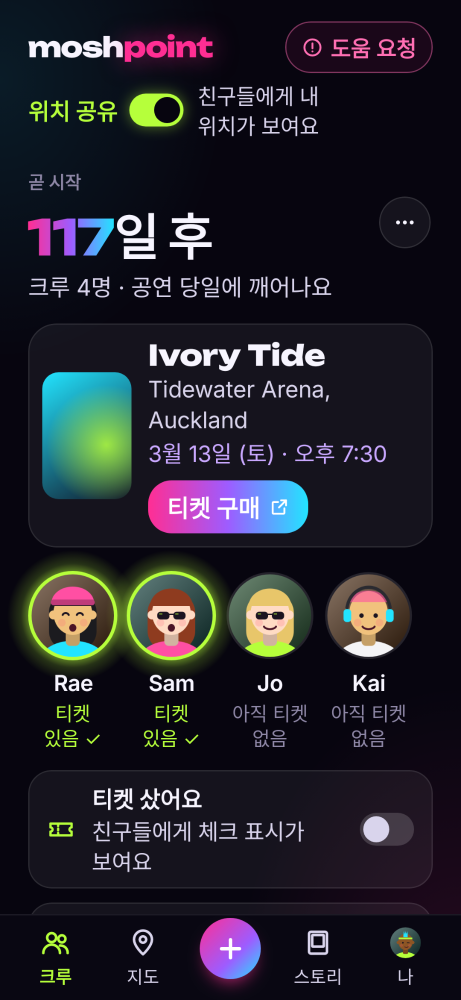 moshpoint
도움 요청
위치 공유
친구들에게 내
위치가 보여요
곧 시작
117일 후
크루 4명 · 공연 당일에 깨어나요
Ivory Tide
Tidewater Arena,
Auckland
3월 13일 (토) · 오후 7:30
티켓 구매
Rae
Sam
Jo
Kai
티켓
있음 ✓
티켓
있음 ✓
아직 티켓
없음
아직 티켓
없음
티켓 샀어요
친구들에게 체크 표시가
보여요
크루
지도
스토리
나